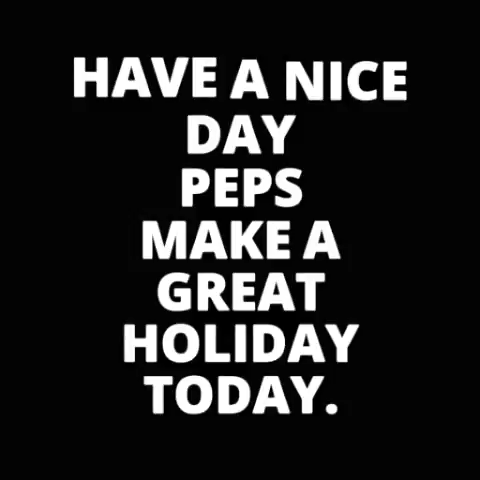 HAVE A NICE
DAY
PEPS
MAKE A
GREAT
HOLIDAY
TODAY.